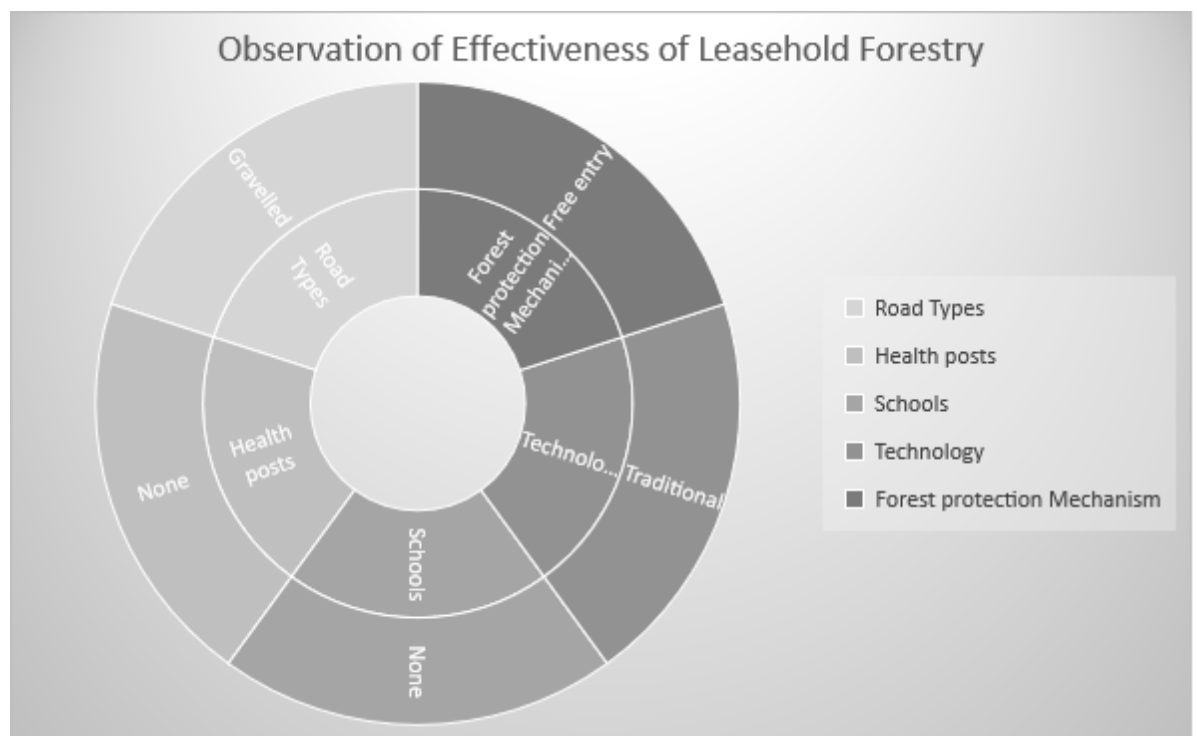 Observation of Effectiveness of Leasehold Forestry
Gravelled
Road
Types
Free entry
Forest
protection
Mechani...
Health
posts
None
Technolo...
Traditional
Schools
None
Road Types
Health posts
Schools
Technology
Forest protection Mechanism